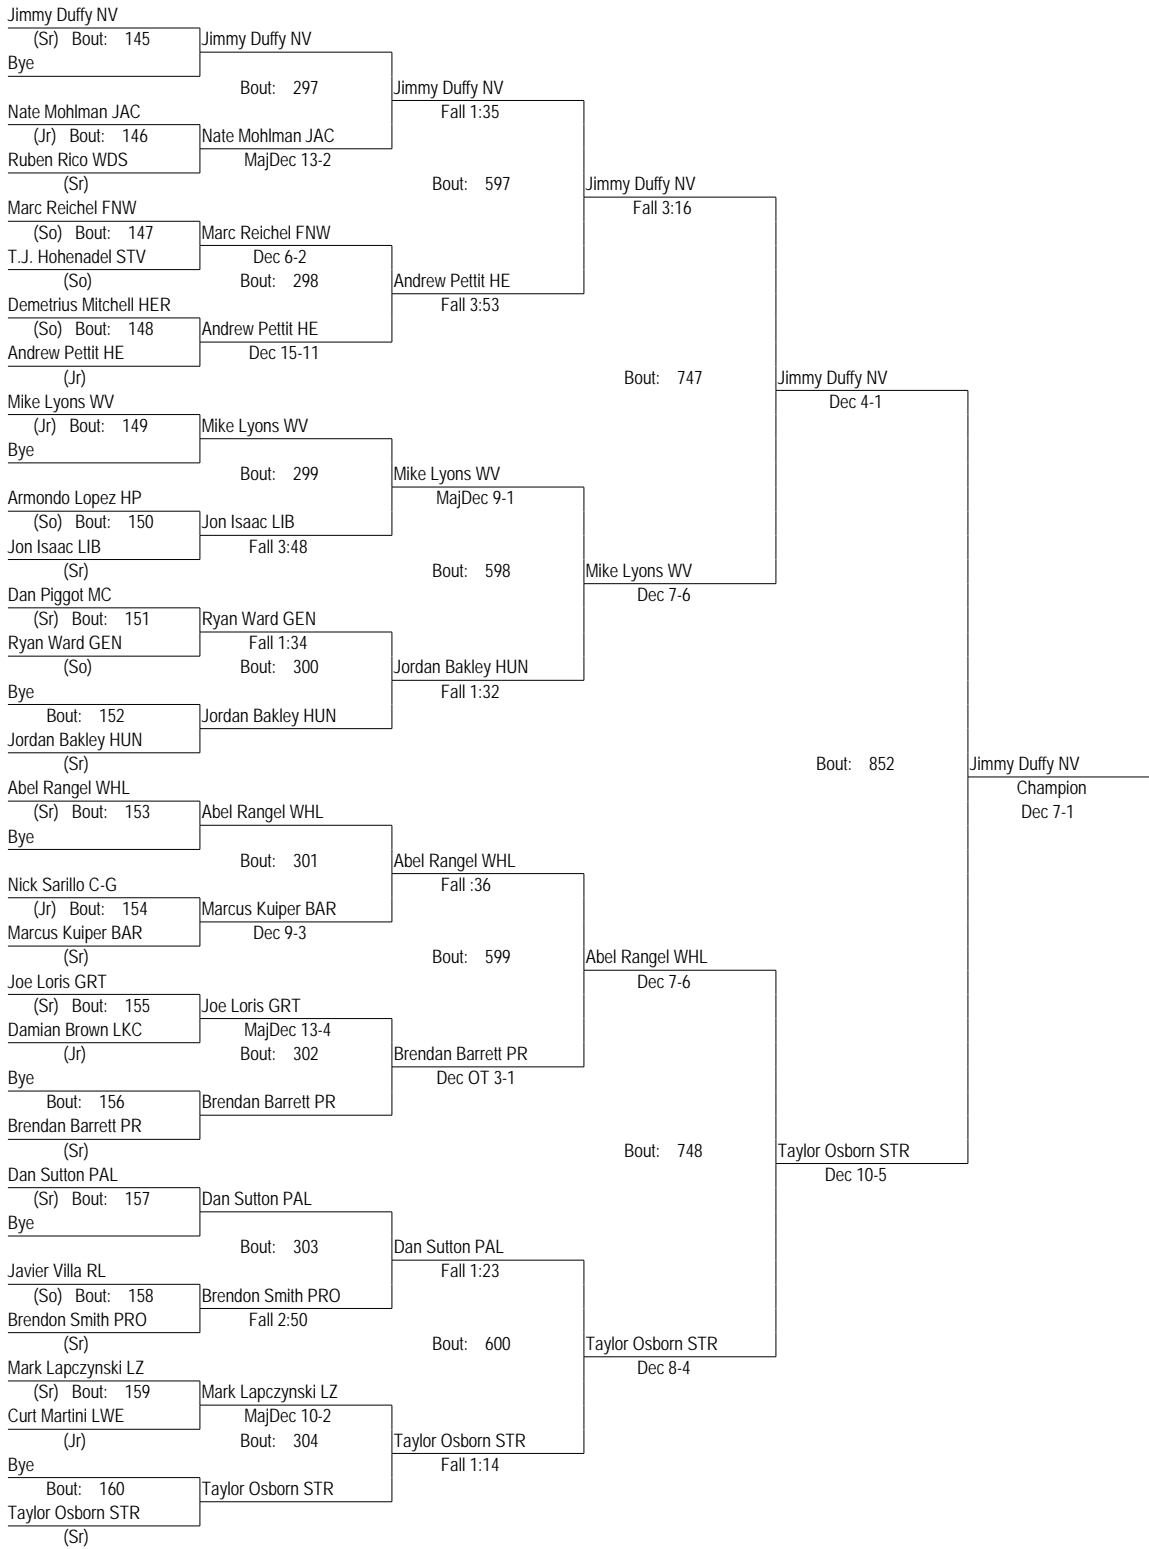 Jimmy Duffy NV
(Sr) Bout: 145 Jimmy Duffy NV
Bye
Bout: 297 Jimmy Duffy NV
Fall 1:35
Nate Mohlman JAC
(Jr) Bout: 146 Nate Mohlman JAC
Ruben Rico WDS MajDec 13-2
(Sr) Bout: 597 Jimmy Duffy NV
Marc Reichel FNW Fall 3:16
(So) Bout: 147 Marc Reichel FNW
T.J. Hohenadel STV Dec 6-2
(So) Bout: 298 Andrew Pettit HE
Demetrius Mitchell HER Fall 3:53
(So) Bout: 148 Andrew Pettit HE
Andrew Pettit HE Dec 15-11
(Jr) Bout: 747 Jimmy Duffy NV
Mike Lyons WV Dec 4-1
(Jr) Bout: 149 Mike Lyons WV
Bye
Bout: 299 Mike Lyons WV
Armondo Lopez HP MajDec 9-1
(So) Bout: 150 Jon Isaac LIB
Jon Isaac LIB Fall 3:48
(Sr) Bout: 598 Mike Lyons WV
Dan Piggot MC Dec 7-6
(Sr) Bout: 151 Ryan Ward GEN
Ryan Ward GEN Fall 1:34
(So) Bout: 300 Jordan Bakley HUN
Bye Fall 1:32
Bout: 152 Jordan Bakley HUN
Jordan Bakley HUN
(Sr) Bout: 852 Jimmy Duffy NV
Abel Rangel WHL Champion
(Sr) Bout: 153 Abel Rangel WHL Dec 7-1
Bye
Bout: 301 Abel Rangel WHL
Nick Sarillo C-G Fall :36
(Jr) Bout: 154 Marcus Kuiper BAR
Marcus Kuiper BAR Dec 9-3
(Sr) Bout: 599 Abel Rangel WHL
Joe Loris GRT Dec 7-6
(Sr) Bout: 155 Joe Loris GRT
Damian Brown LKC MajDec 13-4
(Jr) Bout: 302 Brendan Barrett PR
Bye Dec OT 3-1
Bout: 156 Brendan Barrett PR
Brendan Barrett PR
(Sr) Bout: 748 Taylor Osborn STR
Dan Sutton PAL Dec 10-5
(Sr) Bout: 157 Dan Sutton PAL
Bye
Bout: 303 Dan Sutton PAL
Javier Villa RL Fall 1:23
(So) Bout: 158 Brendon Smith PRO
Brendon Smith PRO Fall 2:50
(Sr) Bout: 600 Taylor Osborn STR
Mark Lapczynski LZ Dec 8-4
(Sr) Bout: 159 Mark Lapczynski LZ
Curt Martini LWE MajDec 10-2
(Jr) Bout: 304 Taylor Osborn STR
Bye Fall 1:14
Bout: 160 Taylor Osborn STR
Taylor Osborn STR
(Sr)